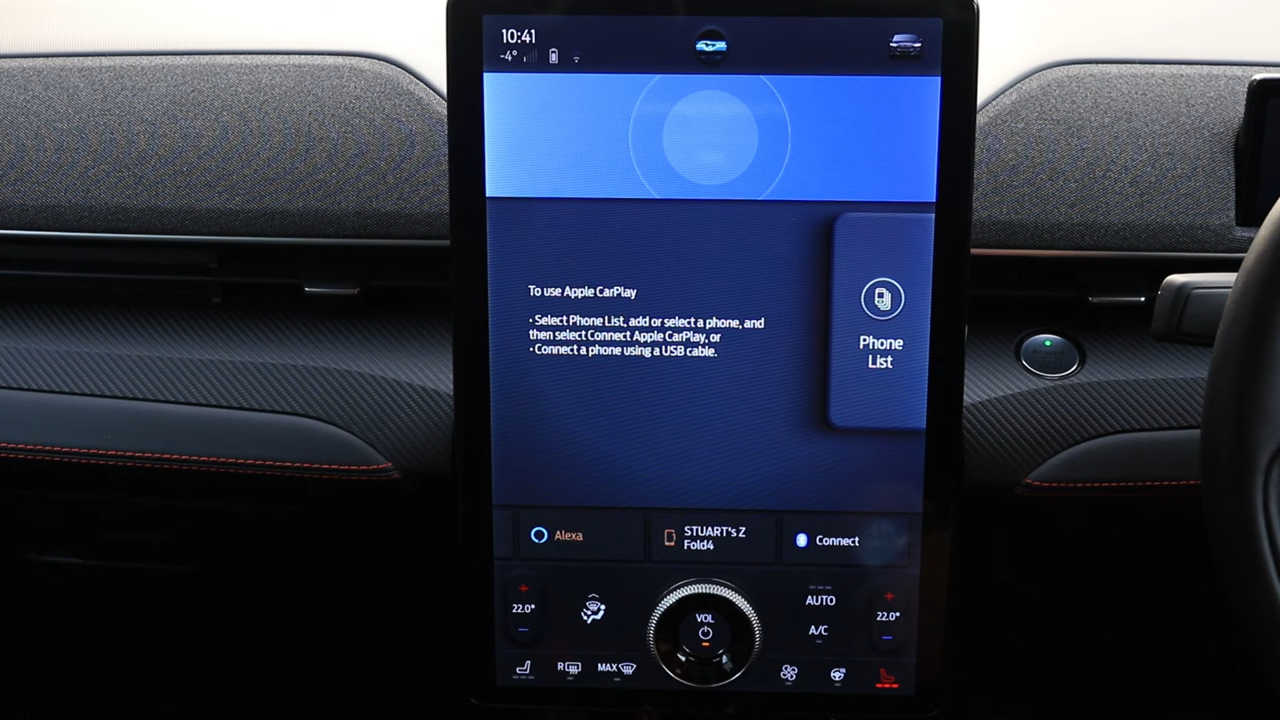 10:41
-4°
To use Apple CarPlay
· Select Phone List, add or select a phone, and
then select Connect Apple CarPlay, or
· Connect a phone using a USB cable.
Phone
List
Alexa
STUART's Z
Fold4
Connect
+
22.0°
−
VOL
AUTO
A/C
+
22.0°
−
R
MAX